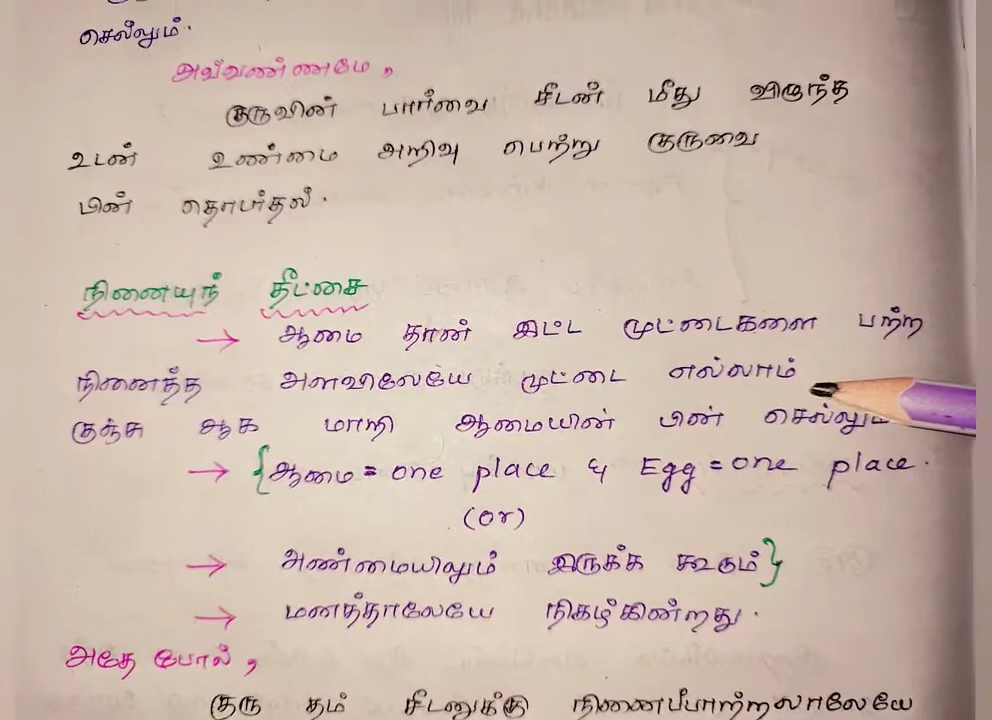 செல்லும்.
அவ்வண்ணமே,
குருவின் பார்வை சீடன் மீது விழுந்த
உடன் உண்மை அறிவு பெற்று குருவை
பின் தொடர்தல்.
நினையுந் தீட்சை
→ ஆமை தான் இட்ட முட்டைகளை பற்ற
நினைத்த அளவிலேயே முட்டை எல்லாம்
குஞ்சு ஆக மாறி ஆமையின் பின் செல்லும்
→ {ஆமை = one place & Egg = one place.
(or)
→ அண்மையிலும் இருக்க கூடும்}
→ மனத்தாலேயே நிகழ்கின்றது.
அதே போல்,
குரு தம் சீடனுக்கு நினைப்பாற்றலாலேயே